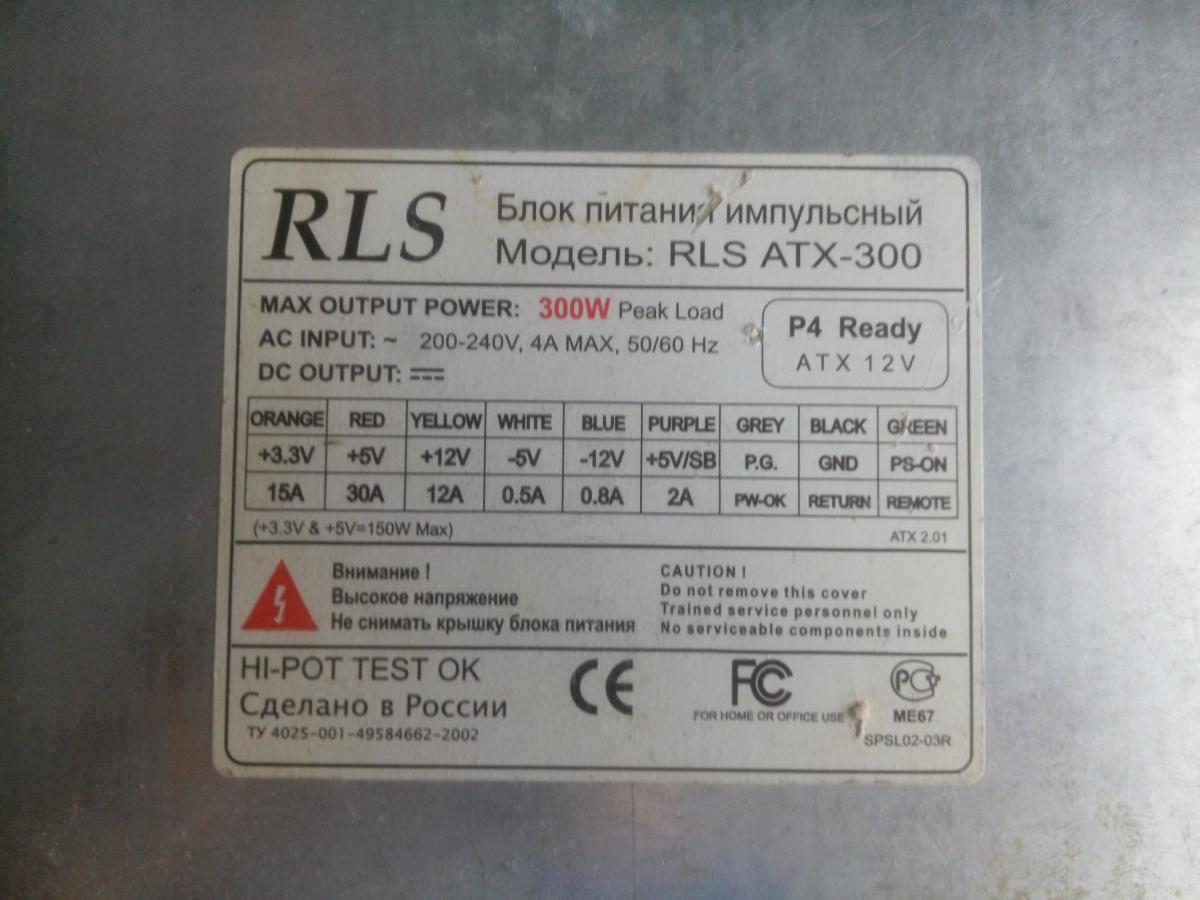 RLS
Блок питания импульсный
Модель: RLS ATX-300
MAX OUTPUT POWER: 300W Peak Load
AC INPUT: ~ 200-240V, 4A MAX, 50/60 Hz
DC OUTPUT:
P4 Ready
ATX 12V
ORANGE RED YELLOW WHITE BLUE PURPLE GREY BLACK GREEN
+3.3V +5V +12V -5V -12V +5V/SB P.G. GND PS-ON
15A 30A 12A 0.5A 0.8A 2A PW-OK RETURN REMOTE
(+3.3V & +5V=150W Max) ATX 2.01
Внимание !
Высокое напряжение
Не снимать крышку блока питания
CAUTION !
Do not remove this cover
Trained service personnel only
No serviceable components inside
HI-POT TEST OK
Сделано в России
ТУ 4025-001-49584662-2002
CE
FC
FOR HOME OR OFFICE USE
РСТ
ME67
SPSL02-03R